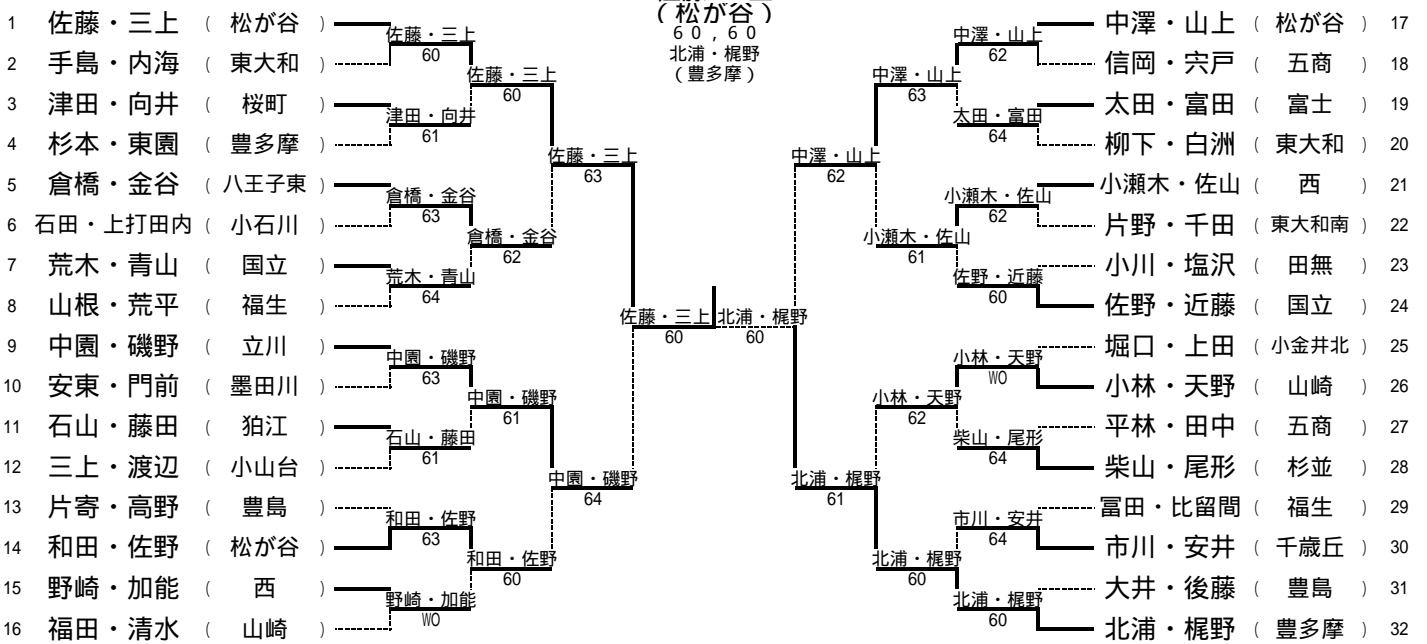 (松が谷)
60,60
北浦・梶野
(豊多摩)
1 佐藤・三上 (松が谷)
2 手島・内海 (東大和)
3 津田・向井 (桜町)
4 杉本・東園 (豊多摩)
5 倉橋・金谷 (八王子東)
6 石田・上打田内 (小石川)
7 荒木・青山 (国立)
8 山根・荒平 (福生)
9 中園・磯野 (立川)
10 安東・門前 (墨田川)
11 石山・藤田 (狛江)
12 三上・渡辺 (小山台)
13 片寄・高野 (豊島)
14 和田・佐野 (松が谷)
15 野崎・加能 (西)
16 福田・清水 (山崎)
佐藤・三上
60
津田・向井
61
倉橋・金谷
63
荒木・青山
64
中園・磯野
63
石山・藤田
61
和田・佐野
63
野崎・加能
WO
佐藤・三上
60
倉橋・金谷
62
中園・磯野
61
和田・佐野
60
佐藤・三上
63
中園・磯野
64
佐藤・三上
60
北浦・梶野
60
中澤・山上
62
北浦・梶野
61
中澤・山上
63
小瀬木・佐山
61
小林・天野
62
北浦・梶野
60
中澤・山上
62
太田・富田
64
小瀬木・佐山
62
佐野・近藤
60
小林・天野
WO
柴山・尾形
64
市川・安井
64
北浦・梶野
60
中澤・山上 (松が谷) 17
信岡・宍戸 (五商) 18
太田・富田 (富士) 19
柳下・白洲 (東大和) 20
小瀬木・佐山 (西) 21
片野・千田 (東大和南) 22
小川・塩沢 (田無) 23
佐野・近藤 (国立) 24
堀口・上田 (小金井北) 25
小林・天野 (山崎) 26
平林・田中 (五商) 27
柴山・尾形 (杉並) 28
冨田・比留間 (福生) 29
市川・安井 (千歳丘) 30
大井・後藤 (豊島) 31
北浦・梶野 (豊多摩) 32